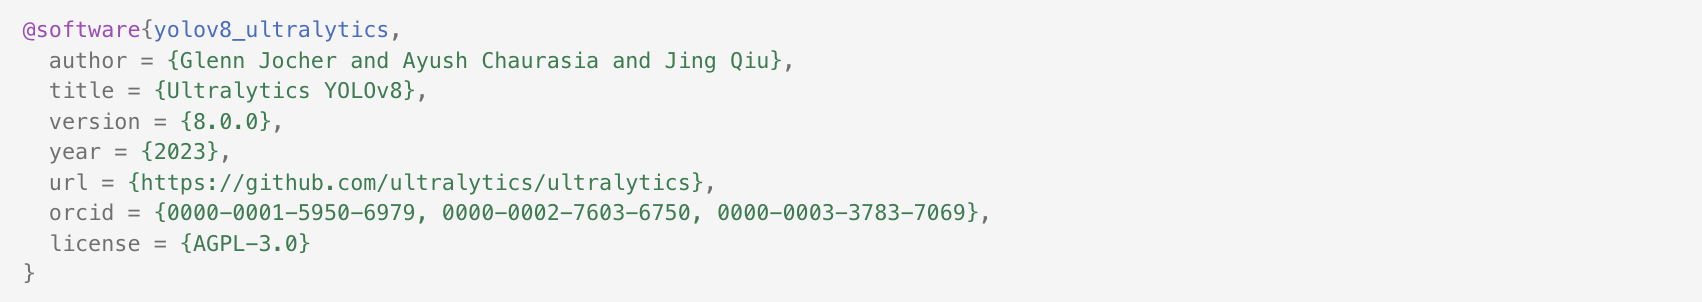 @software{yolov8_ultralytics,
  author = {Glenn Jocher and Ayush Chaurasia and Jing Qiu},
  title = {Ultralytics YOLOv8},
  version = {8.0.0},
  year = {2023},
  url = {https://github.com/ultralytics/ultralytics},
  orcid = {0000-0001-5950-6979, 0000-0002-7603-6750, 0000-0003-3783-7069},
  license = {AGPL-3.0}
}